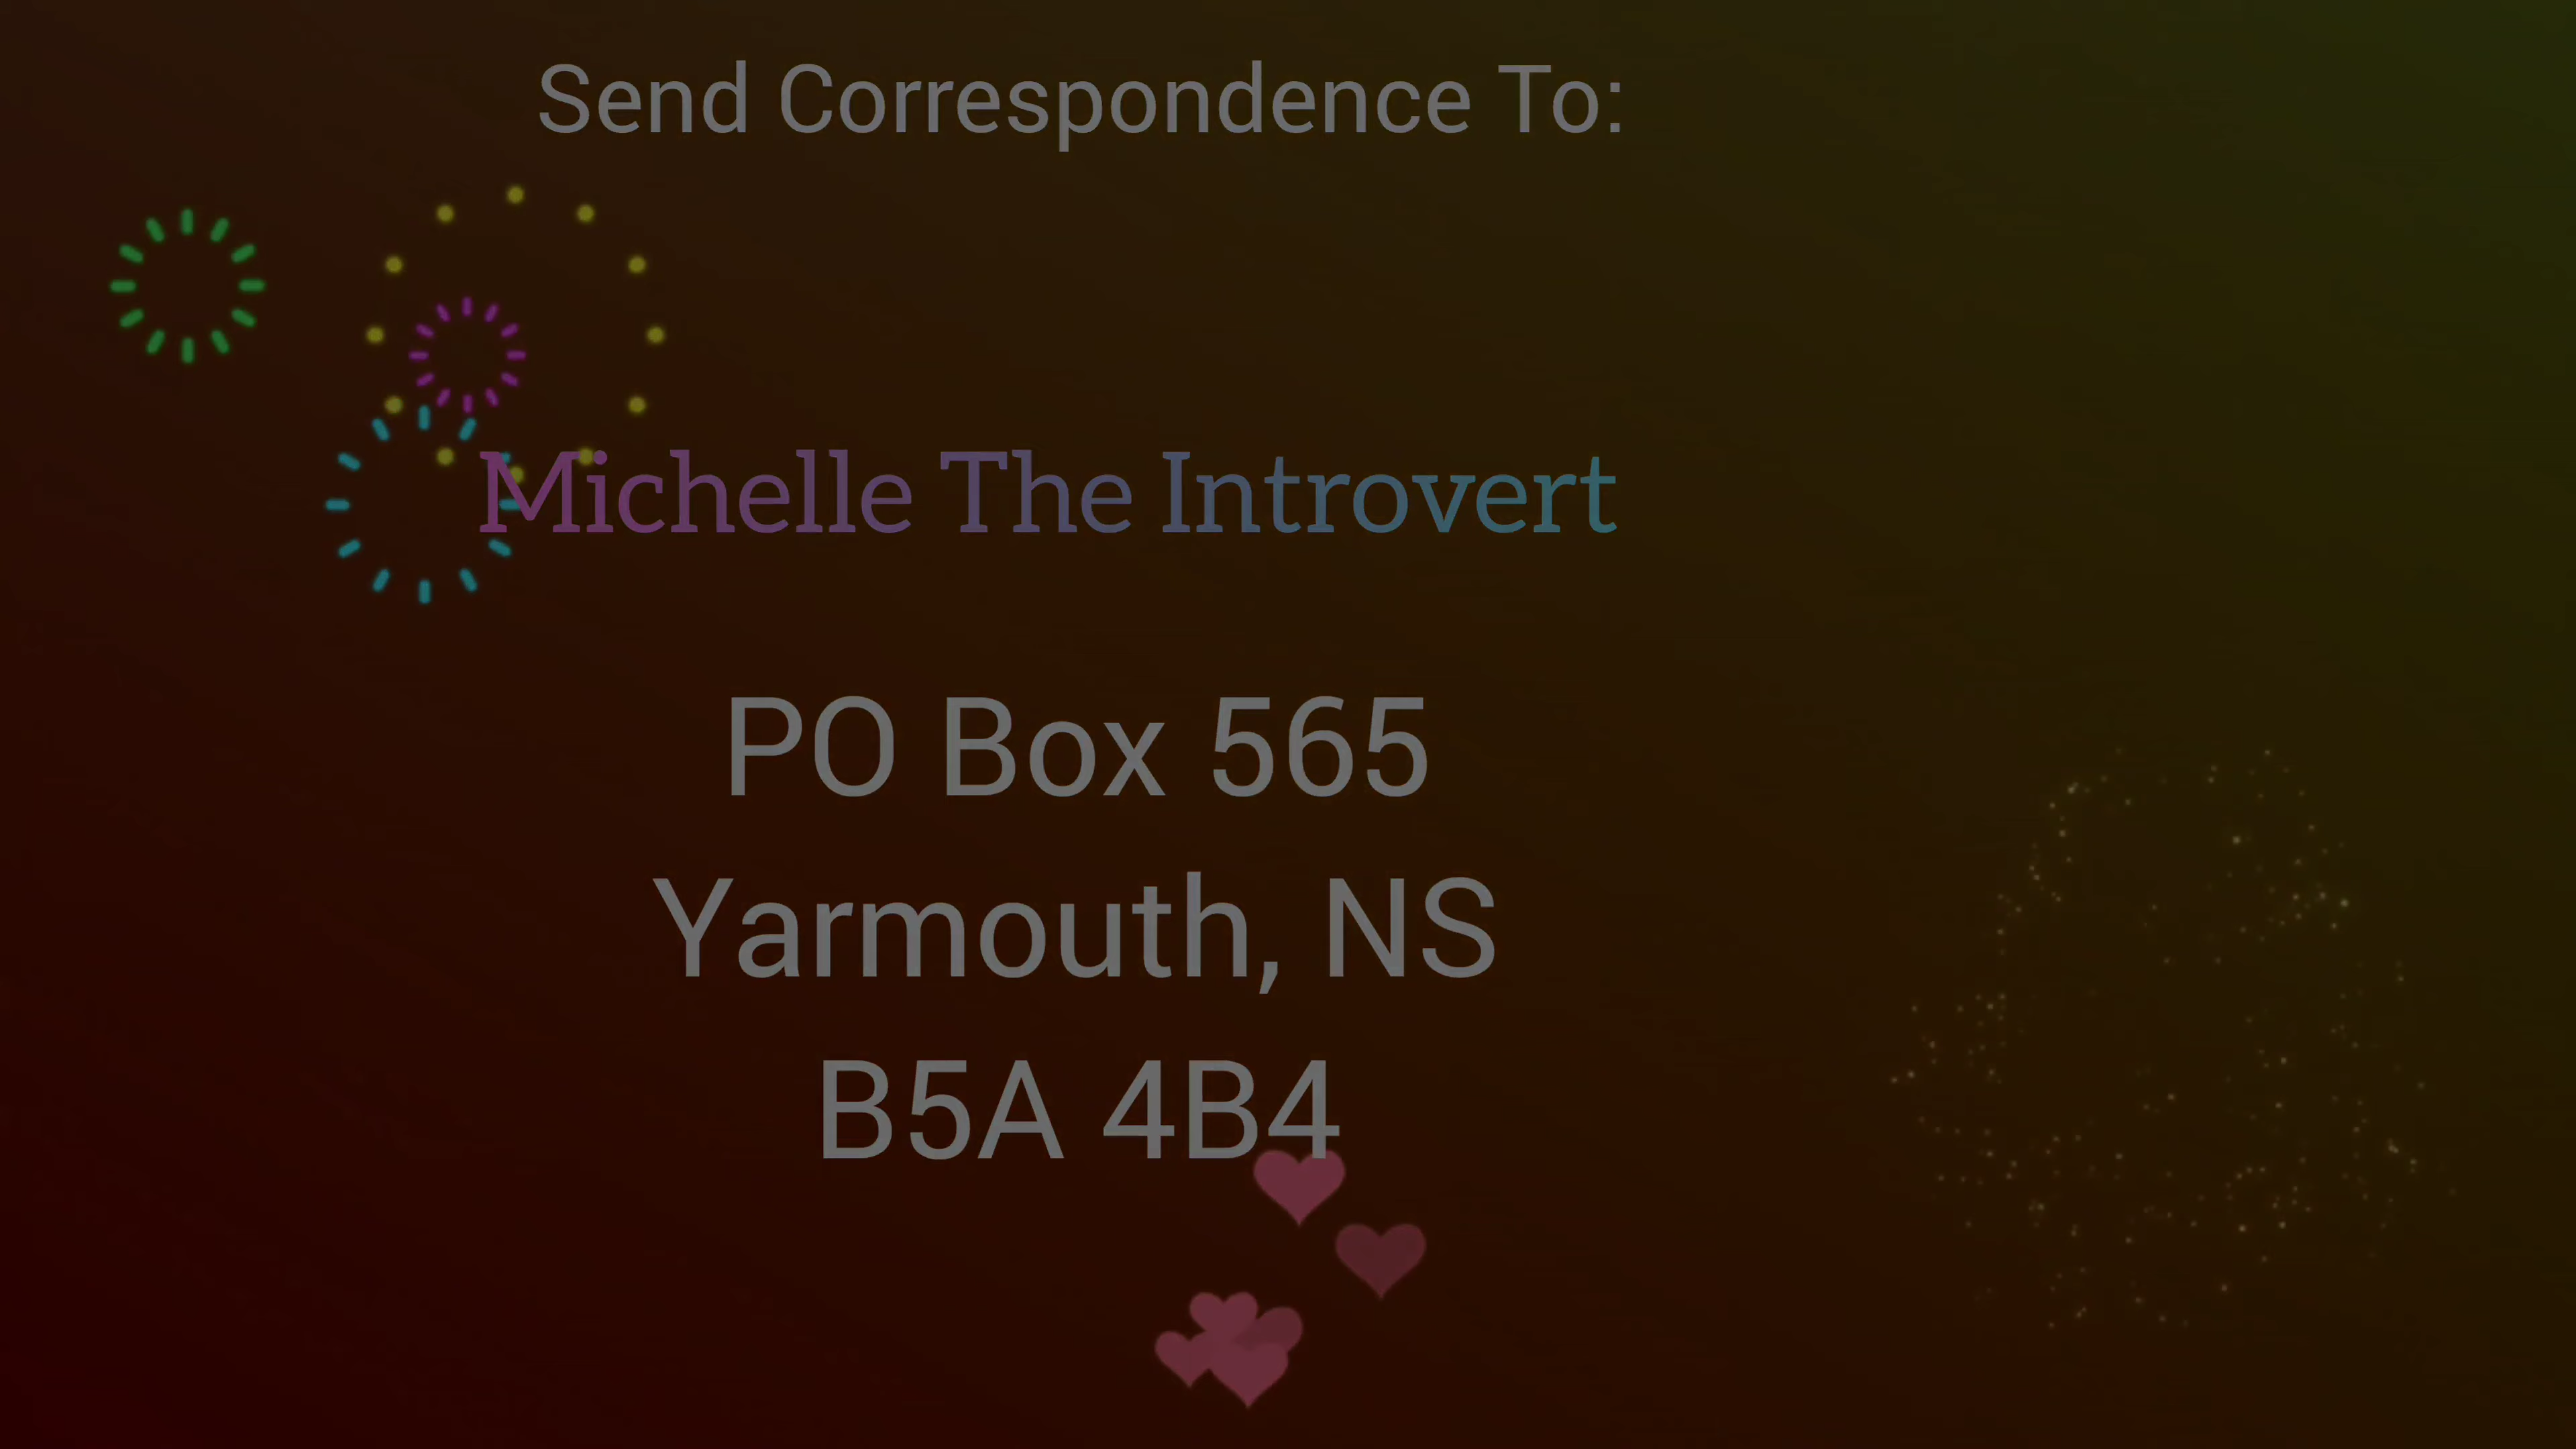 Send Correspondence To:
Michelle The Introvert
PO Box 565
Yarmouth, NS
B5A 4B4